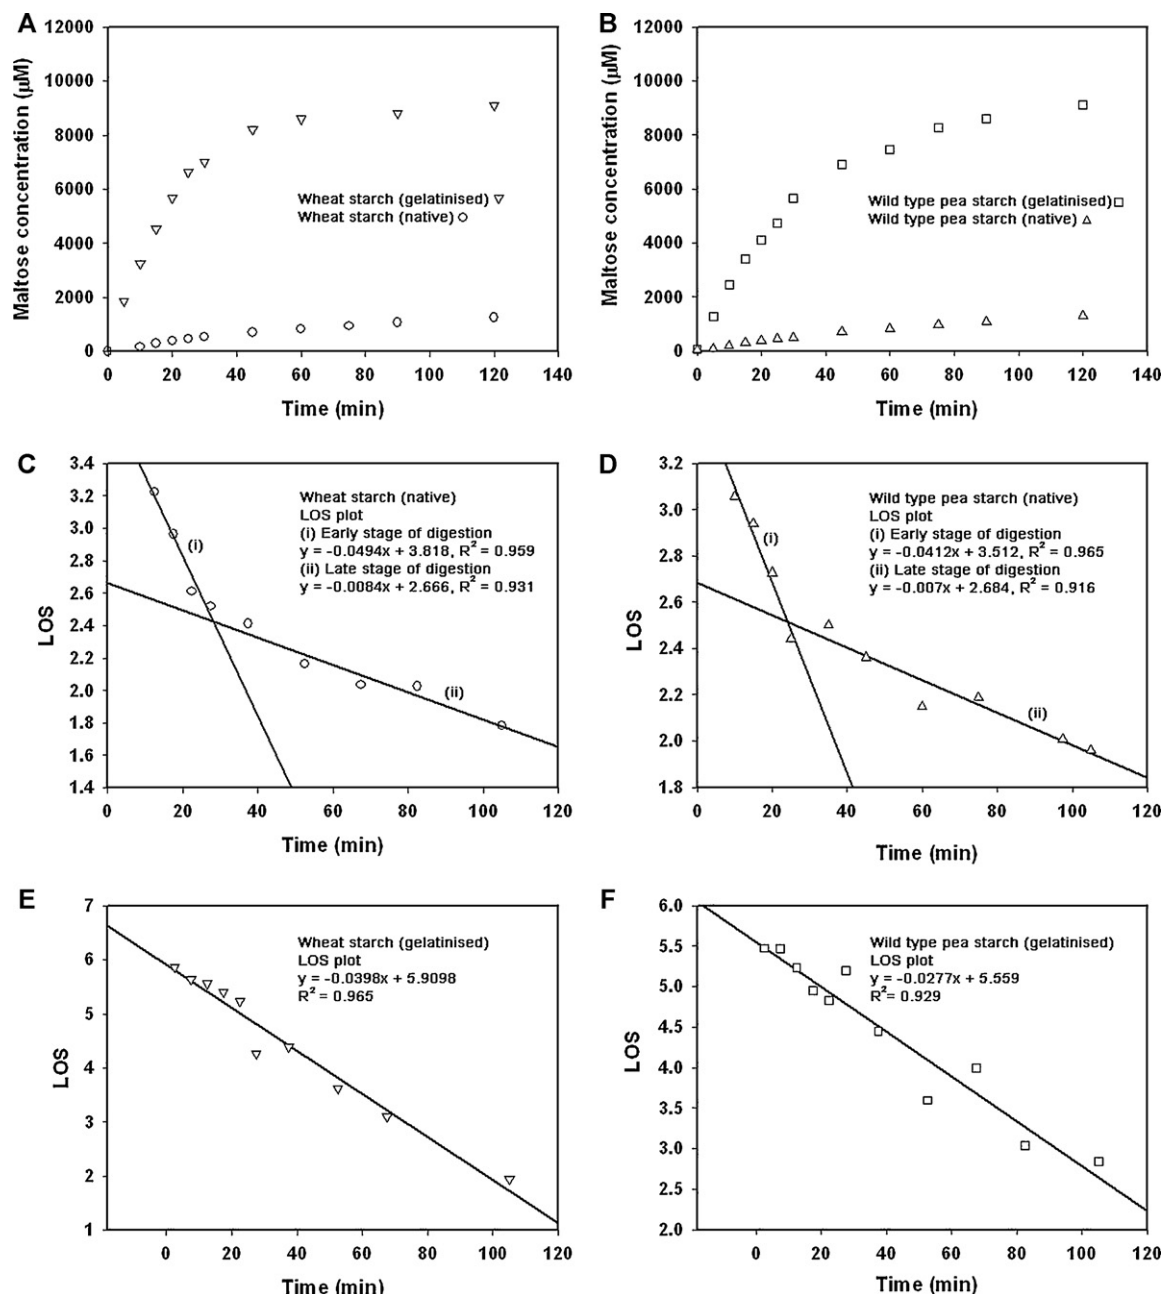 A
12000
10000
8000
6000
4000
2000
0
Maltose concentration (μM)
Wheat starch (gelatinised)
Wheat starch (native)
0 20 40 60 80 100 120 140
Time (min)
B
12000
10000
8000
6000
4000
2000
0
Maltose concentration (μM)
Wild type pea starch (gelatinised)
Wild type pea starch (native)
0 20 40 60 80 100 120 140
Time (min)
C
3.4
3.2
3.0
2.8
2.6
2.4
2.2
2.0
1.8
1.6
1.4
LOS
Wheat starch (native)
LOS plot
(i) Early stage of digestion
y = -0.0494x + 3.818, R² = 0.959
(ii) Late stage of digestion
y = -0.0084x + 2.666, R² = 0.931
(i)
(ii)
0 20 40 60 80 100 120
Time (min)
D
3.2
3.0
2.8
2.6
2.4
2.2
2.0
1.8
LOS
Wild type pea starch (native)
LOS plot
(i) Early stage of digestion
y = -0.0412x + 3.512, R² = 0.965
(ii) Late stage of digestion
y = -0.007x + 2.684, R² = 0.916
(i)
(ii)
0 20 40 60 80 100 120
Time (min)
E
7
6
5
4
3
2
1
LOS
Wheat starch (gelatinised)
LOS plot
y = -0.0398x + 5.9098
R² = 0.965
0 20 40 60 80 100 120
Time (min)
F
6.0
5.5
5.0
4.5
4.0
3.5
3.0
2.5
2.0
LOS
Wild type pea starch (gelatinised)
LOS plot
y = -0.0277x + 5.559
R² = 0.929
0 20 40 60 80 100 120
Time (min)